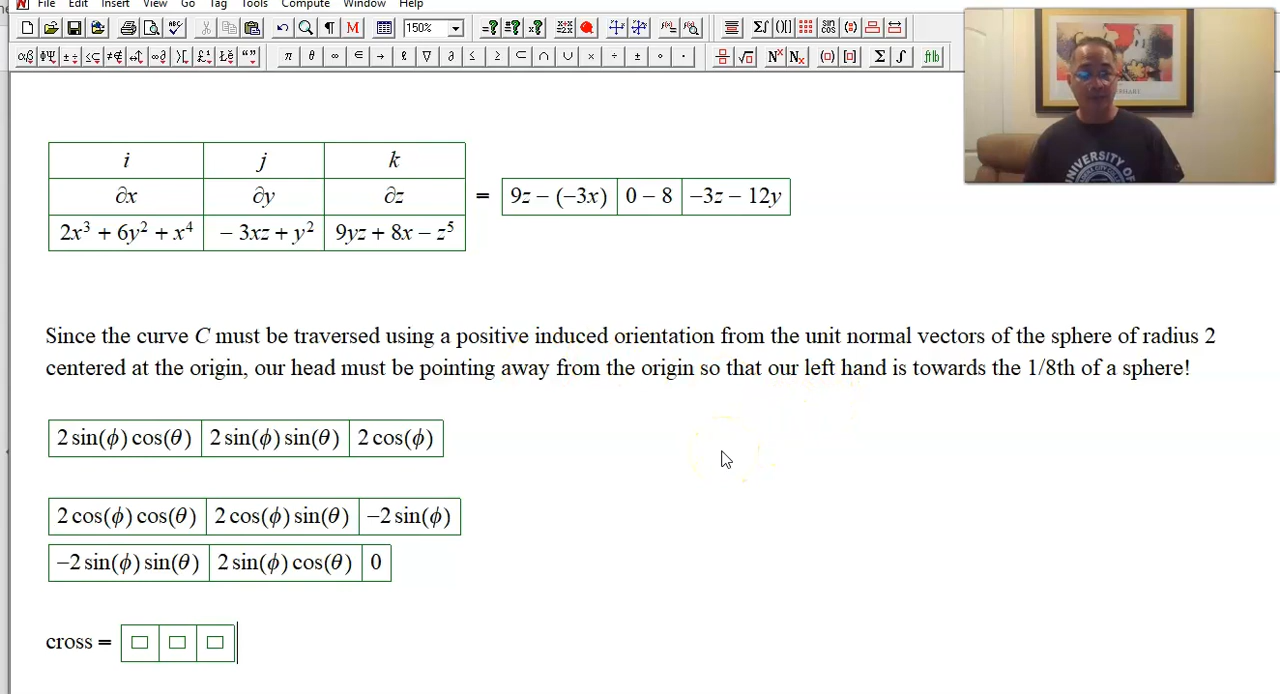 File Edit Insert View Go Tag Tools Compute Window Help
150%
i j k
∂x ∂y ∂z = 9z − (−3x) 0 − 8 −3z − 12y
2x³ + 6y² + x⁴ − 3xz + y² 9yz + 8x − z⁵
Since the curve C must be traversed using a positive induced orientation from the unit normal vectors of the sphere of radius 2
centered at the origin, our head must be pointing away from the origin so that our left hand is towards the 1/8th of a sphere!
2 sin(ϕ) cos(θ) 2 sin(ϕ) sin(θ) 2 cos(ϕ)
2 cos(ϕ) cos(θ) 2 cos(ϕ) sin(θ) −2 sin(ϕ)
−2 sin(ϕ) sin(θ) 2 sin(ϕ) cos(θ) 0
cross =
UNIVERSITY OF